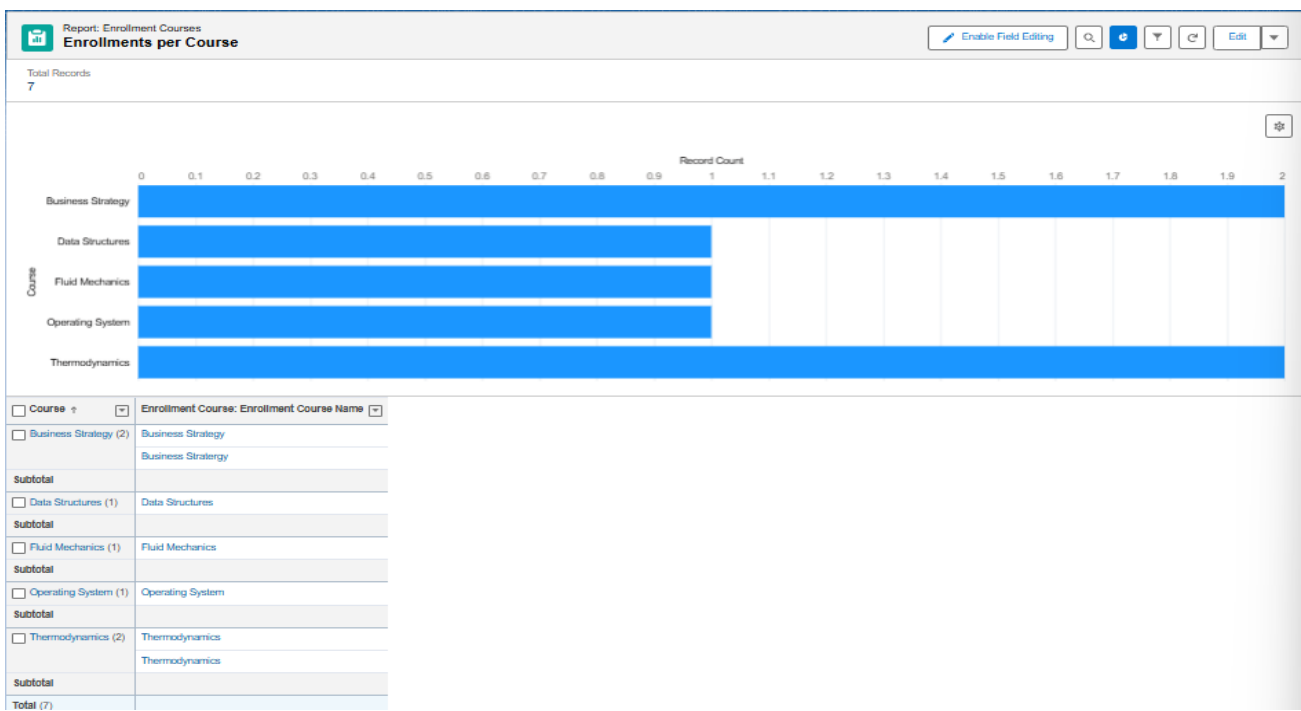 Report: Enrollment Courses
Enrollments per Course
Enable Field Editing
Edit
Total Records
7
Record Count
0 0.1 0.2 0.3 0.4 0.5 0.6 0.7 0.8 0.9 1 1.1 1.2 1.3 1.4 1.5 1.6 1.7 1.8 1.9 2
Course
Business Strategy
Data Structures
Fluid Mechanics
Operating System
Thermodynamics
Course ↑ Enrollment Course: Enrollment Course Name
Business Strategy (2) Business Strategy
Business Stratergy
Subtotal
Data Structures (1) Data Structures
Subtotal
Fluid Mechanics (1) Fluid Mechanics
Subtotal
Operating System (1) Operating System
Subtotal
Thermodynamics (2) Thermodynamics
Thermodynamics
Subtotal
Total (7)